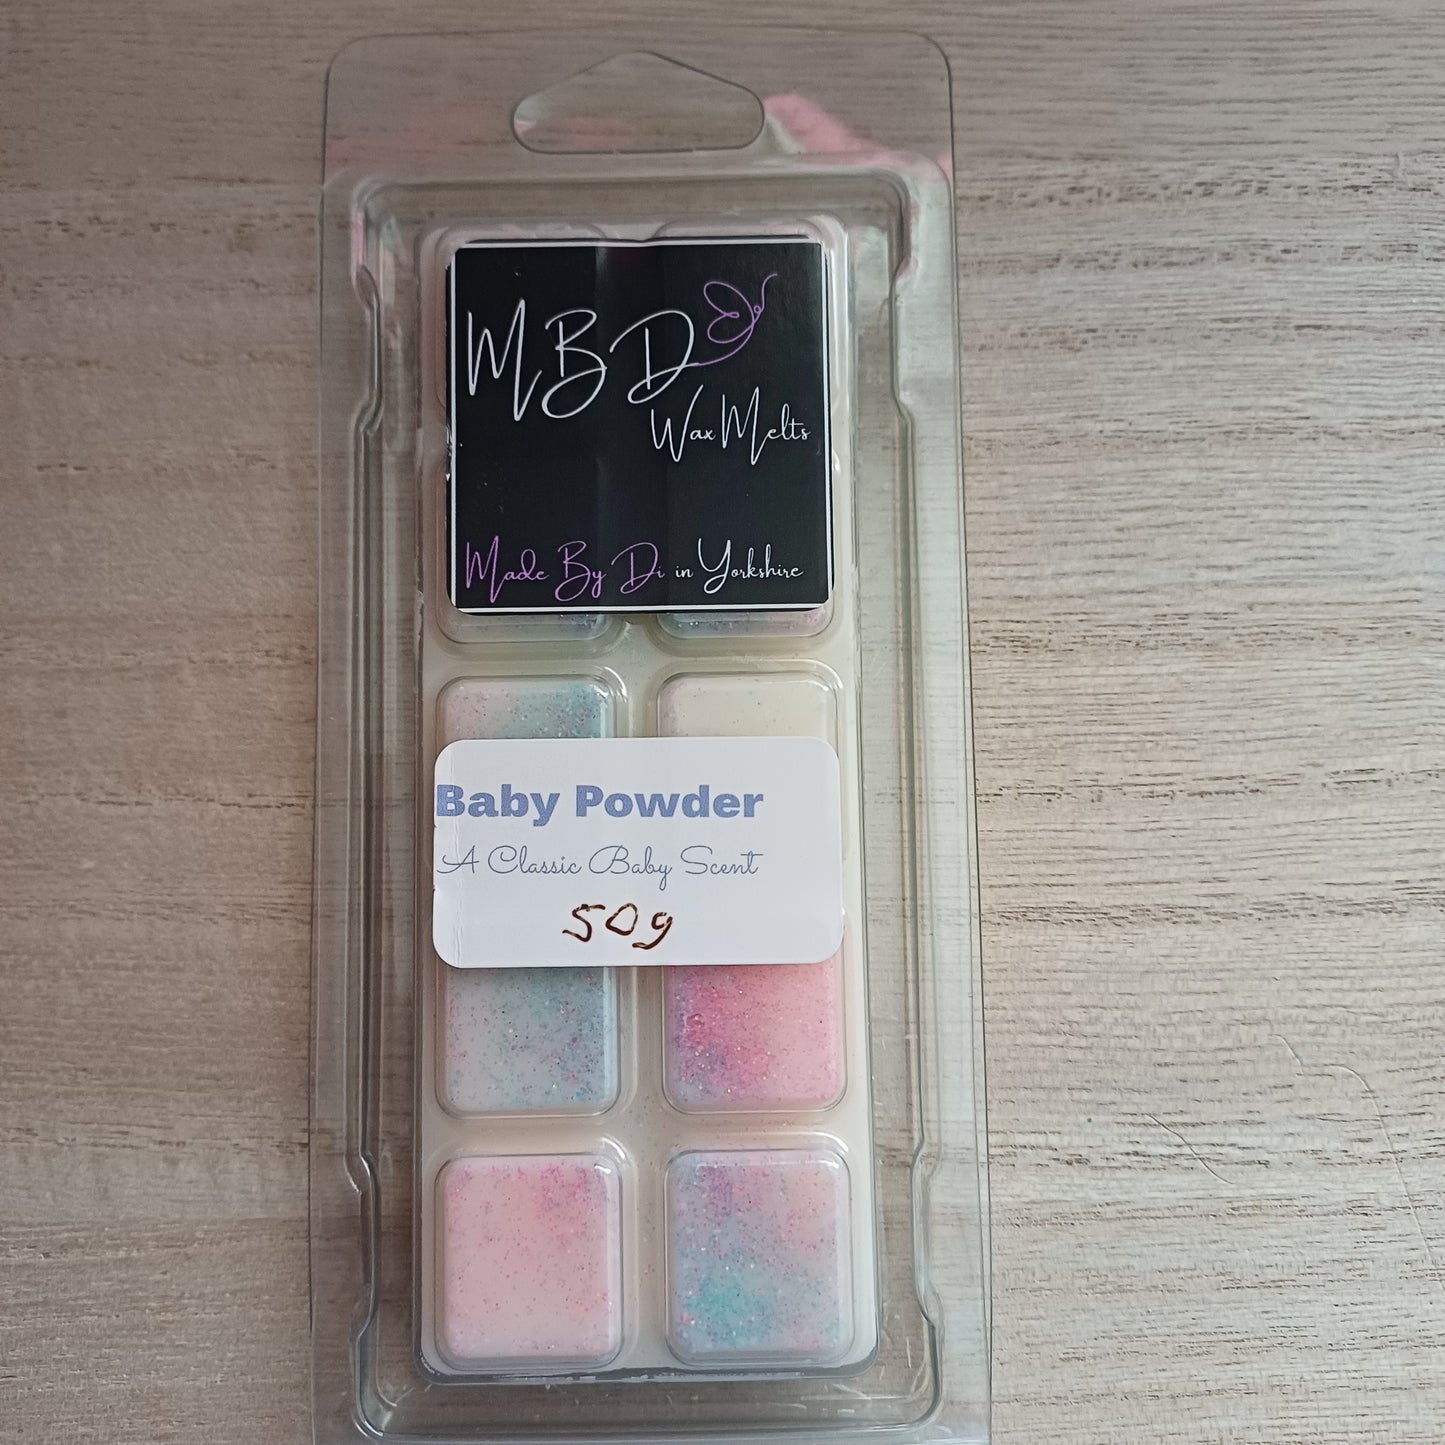 MBD
Wax Melts
Made By Di in Yorkshire
Baby Powder
A Classic Baby Scent
50g